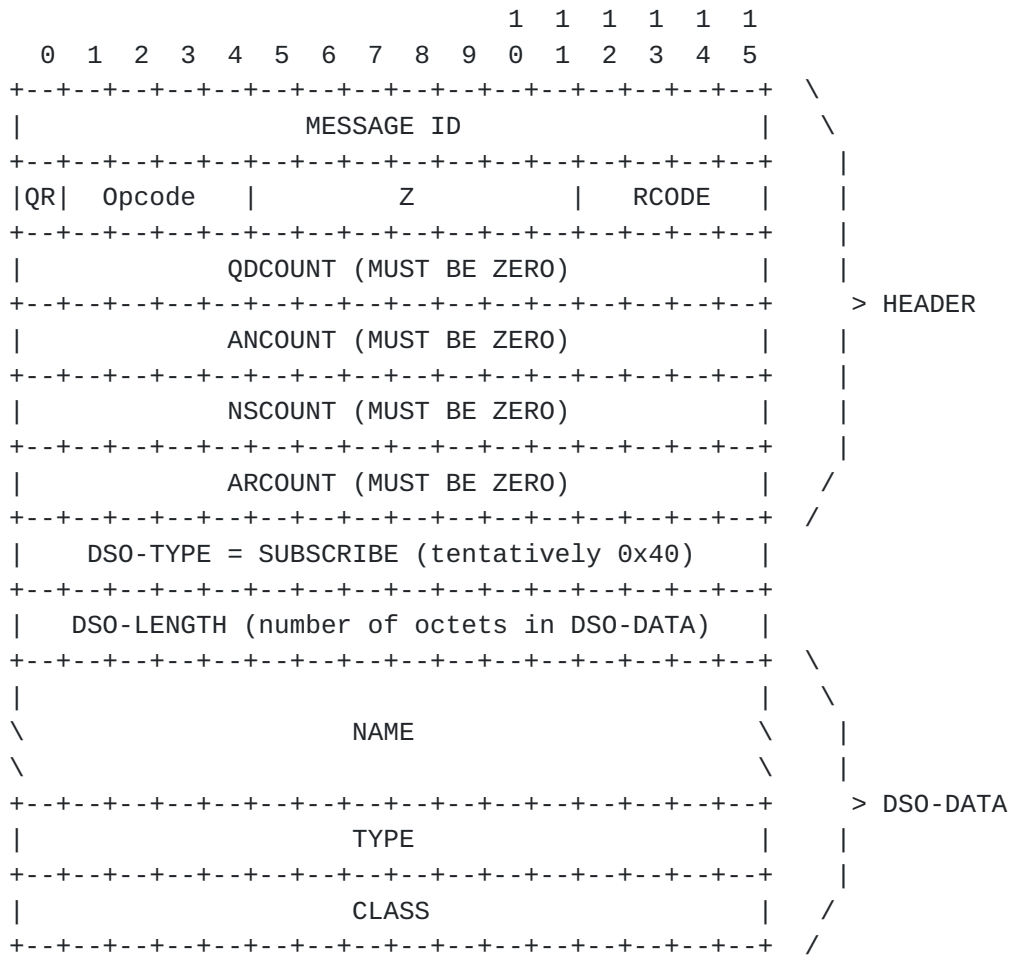 1  1  1  1  1  1
  0  1  2  3  4  5  6  7  8  9  0  1  2  3  4  5
+--+--+--+--+--+--+--+--+--+--+--+--+--+--+--+--+  \
|                  MESSAGE ID                   |   \
+--+--+--+--+--+--+--+--+--+--+--+--+--+--+--+--+    |
|QR|  Opcode   |         Z          |   RCODE   |    |
+--+--+--+--+--+--+--+--+--+--+--+--+--+--+--+--+    |
|             QDCOUNT (MUST BE ZERO)            |    |
+--+--+--+--+--+--+--+--+--+--+--+--+--+--+--+--+     > HEADER
|             ANCOUNT (MUST BE ZERO)            |    |
+--+--+--+--+--+--+--+--+--+--+--+--+--+--+--+--+    |
|             NSCOUNT (MUST BE ZERO)            |    |
+--+--+--+--+--+--+--+--+--+--+--+--+--+--+--+--+    |
|             ARCOUNT (MUST BE ZERO)            |   /
+--+--+--+--+--+--+--+--+--+--+--+--+--+--+--+--+  /
|    DSO-TYPE = SUBSCRIBE (tentatively 0x40)    |
+--+--+--+--+--+--+--+--+--+--+--+--+--+--+--+--+
|   DSO-LENGTH (number of octets in DSO-DATA)   |
+--+--+--+--+--+--+--+--+--+--+--+--+--+--+--+--+  \
|                                               |   \
\                     NAME                      \    |
\                                               \    |
+--+--+--+--+--+--+--+--+--+--+--+--+--+--+--+--+     > DSO-DATA
|                     TYPE                      |    |
+--+--+--+--+--+--+--+--+--+--+--+--+--+--+--+--+    |
|                     CLASS                     |   /
+--+--+--+--+--+--+--+--+--+--+--+--+--+--+--+--+  /